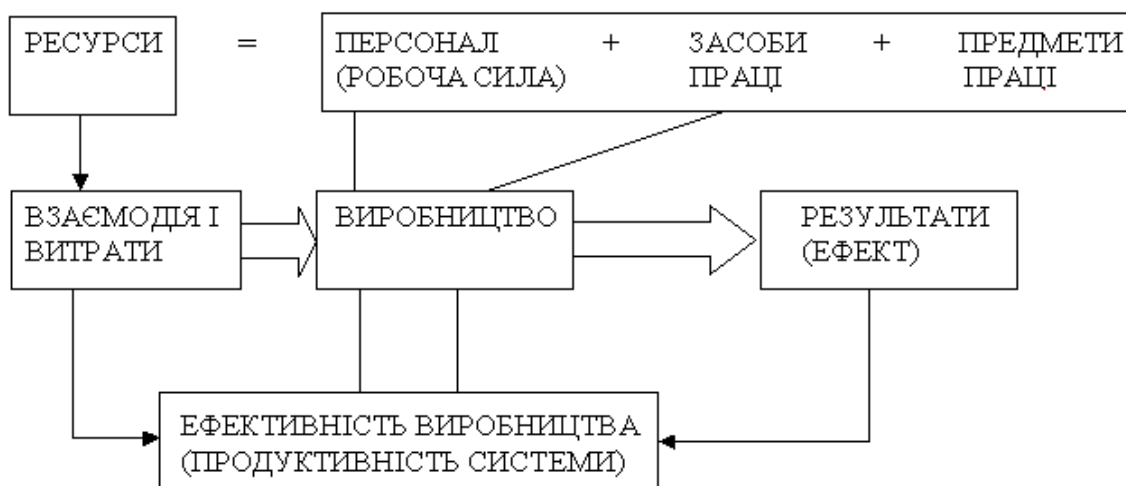 РЕСУРСИ = ПЕРСОНАЛ + ЗАСОБИ + ПРЕДМЕТИ
(РОБОЧА СИЛА) ПРАЦІ ПРАЦІ
ВЗАЄМОДІЯ І ВИРОБНИЦТВО РЕЗУЛЬТАТИ
ВИТРАТИ (ЕФЕКТ)
ЕФЕКТИВНІСТЬ ВИРОБНИЦТВА
(ПРОДУКТИВНІСТЬ СИСТЕМИ)